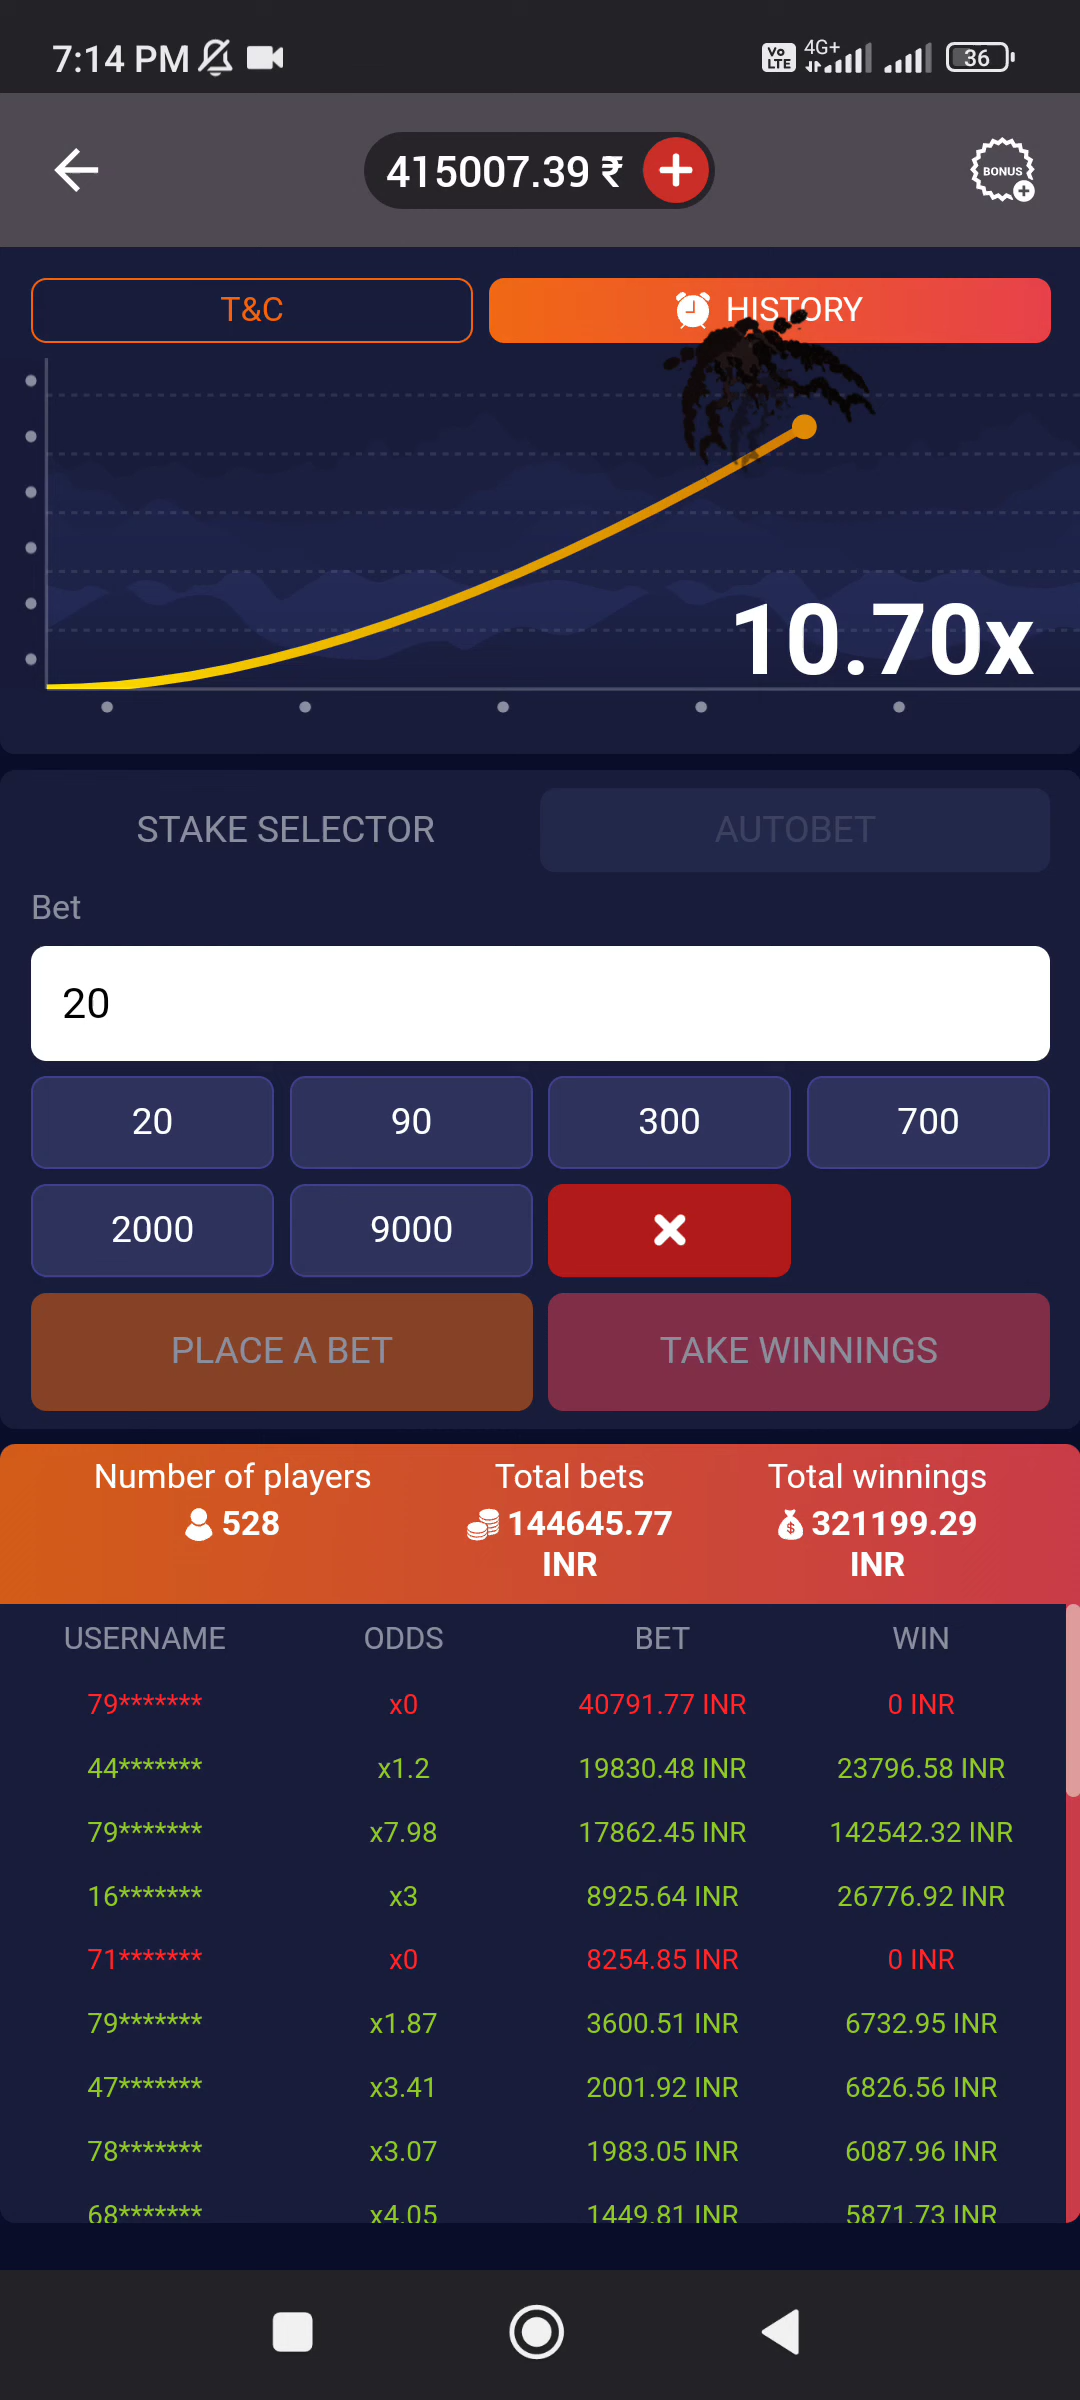 7:14 PM Vo LTE 4G+ 36
415007.39 ₹ BONUS
T&C HISTORY
10.70x
STAKE SELECTOR AUTOBET
Bet
20
20 90 300 700
2000 9000
PLACE A BET TAKE WINNINGS
Number of players Total bets Total winnings
528 144645.77 321199.29
INR INR
USERNAME ODDS BET WIN
79******* x0 40791.77 INR 0 INR
44******* x1.2 19830.48 INR 23796.58 INR
79******* x7.98 17862.45 INR 142542.32 INR
16******* x3 8925.64 INR 26776.92 INR
71******* x0 8254.85 INR 0 INR
79******* x1.87 3600.51 INR 6732.95 INR
47******* x3.41 2001.92 INR 6826.56 INR
78******* x3.07 1983.05 INR 6087.96 INR
68******* x4.05 1449.81 INR 5871.73 INR